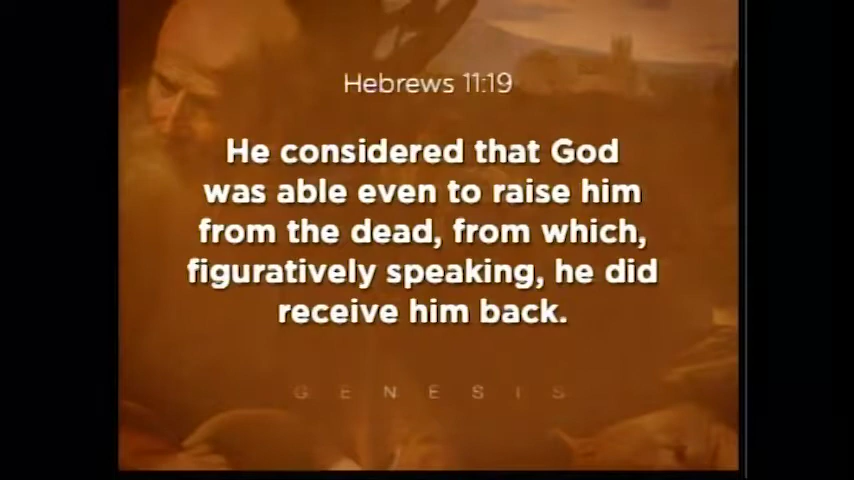 Hebrews 11:19
He considered that God
was able even to raise him
from the dead, from which,
figuratively speaking, he did
receive him back.
GENESIS